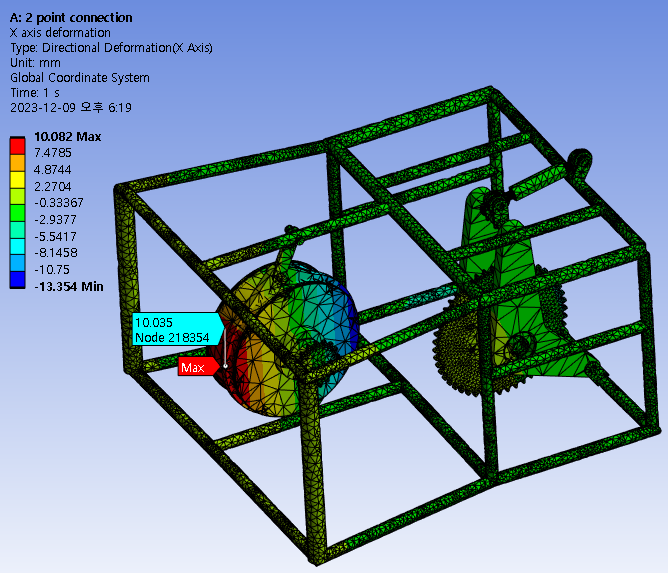 A: 2 point connection
X axis deformation
Type: Directional Deformation(X Axis)
Unit: mm
Global Coordinate System
Time: 1 s
2023-12-09 오후 6:19
10.082 Max
7.4785
4.8744
2.2704
-0.33367
-2.9377
-5.5417
-8.1458
-10.75
-13.354 Min
10.035
Node 218354
Max